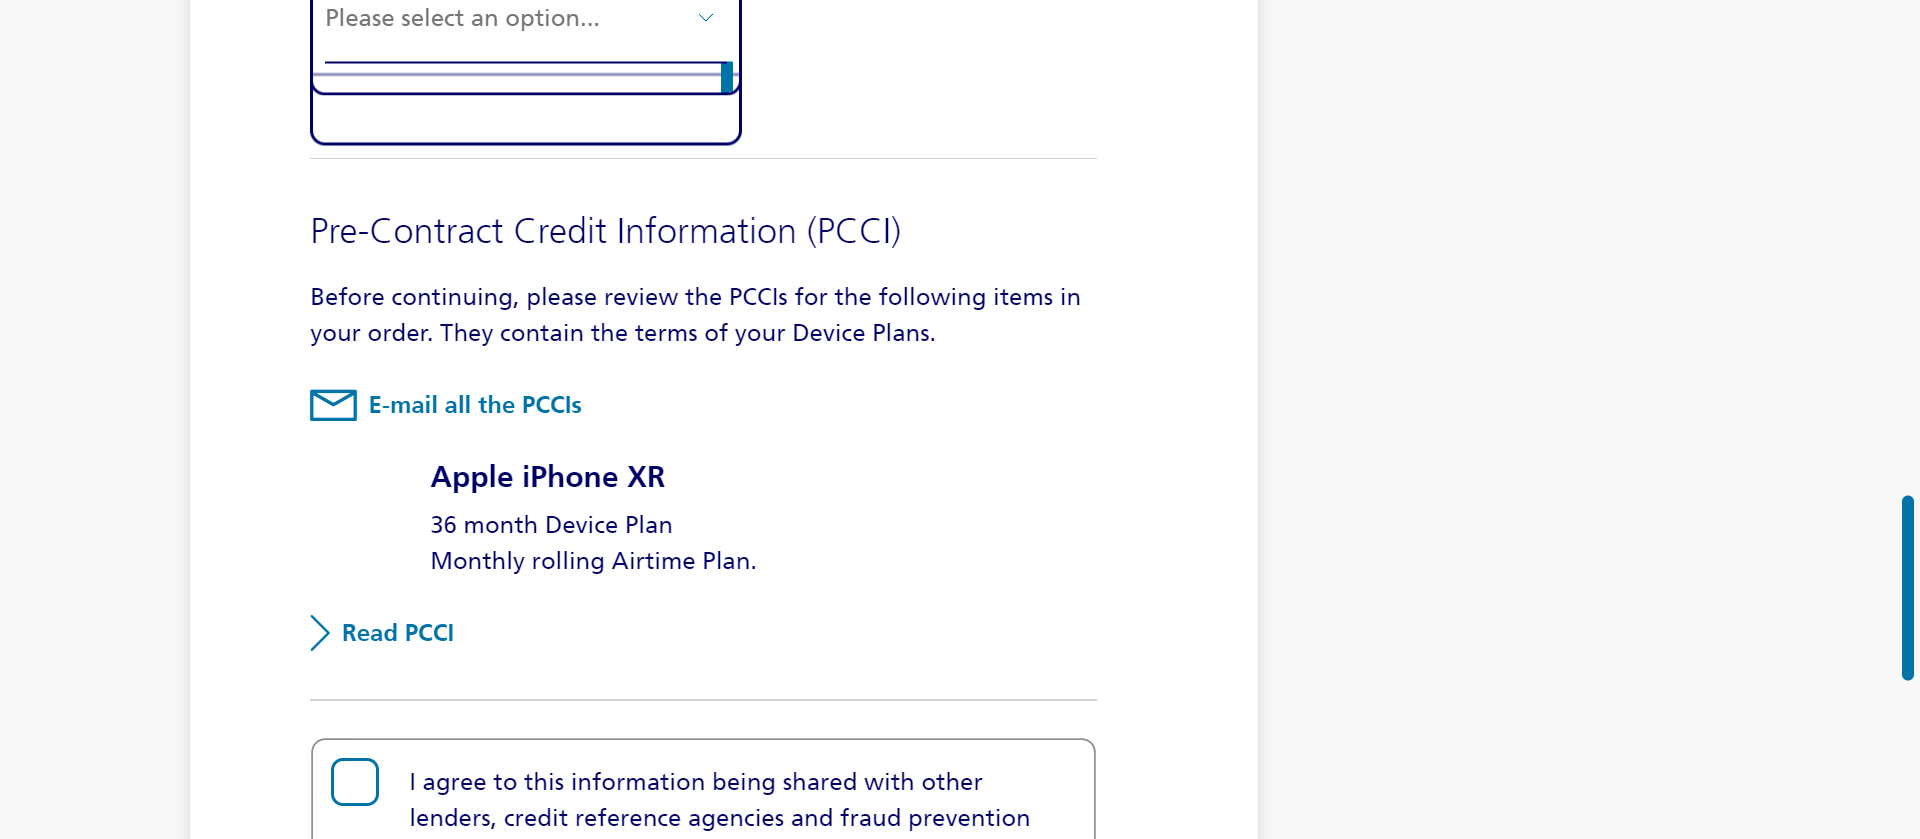 Please select an option...
Pre-Contract Credit Information (PCCI)
Before continuing, please review the PCCIs for the following items in
your order. They contain the terms of your Device Plans.
E-mail all the PCCIs
Apple iPhone XR
36 month Device Plan
Monthly rolling Airtime Plan.
Read PCCI
I agree to this information being shared with other
lenders, credit reference agencies and fraud prevention